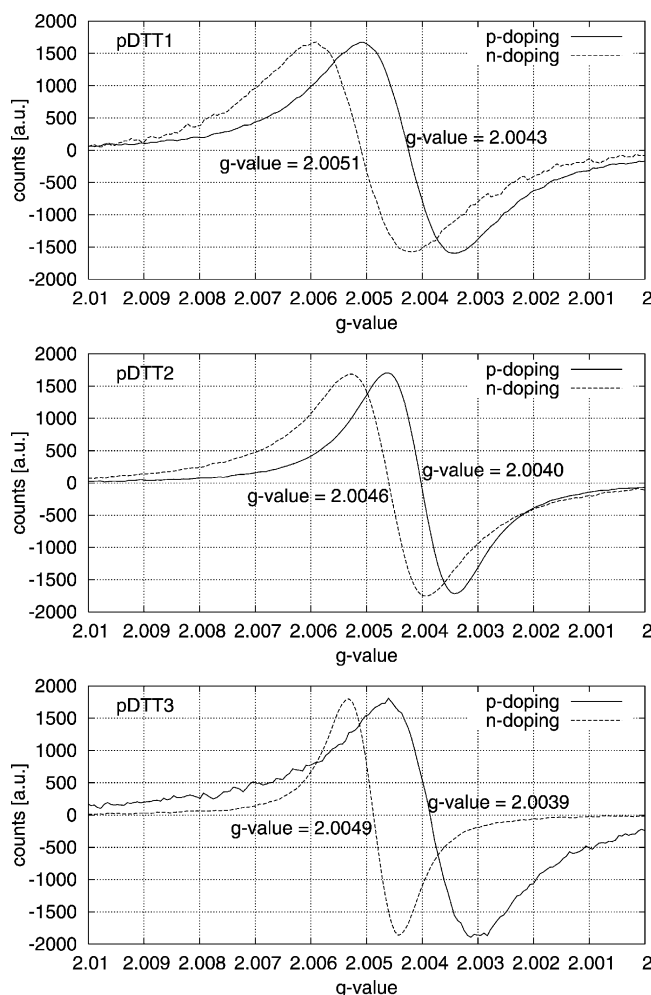 pDTT1
p-doping
n-doping
2000
1500
1000
500
0
-500
-1000
-1500
-2000
counts [a.u.]
g-value = 2.0043
g-value = 2.0051
2.01 2.009 2.008 2.007 2.006 2.005 2.004 2.003 2.002 2.001 2
g-value
pDTT2
p-doping
n-doping
2000
1500
1000
500
0
-500
-1000
-1500
-2000
counts [a.u.]
g-value = 2.0040
g-value = 2.0046
2.01 2.009 2.008 2.007 2.006 2.005 2.004 2.003 2.002 2.001 2
g-value
pDTT3
p-doping
n-doping
2000
1500
1000
500
0
-500
-1000
-1500
-2000
counts [a.u.]
g-value = 2.0039
g-value = 2.0049
2.01 2.009 2.008 2.007 2.006 2.005 2.004 2.003 2.002 2.001 2
g-value